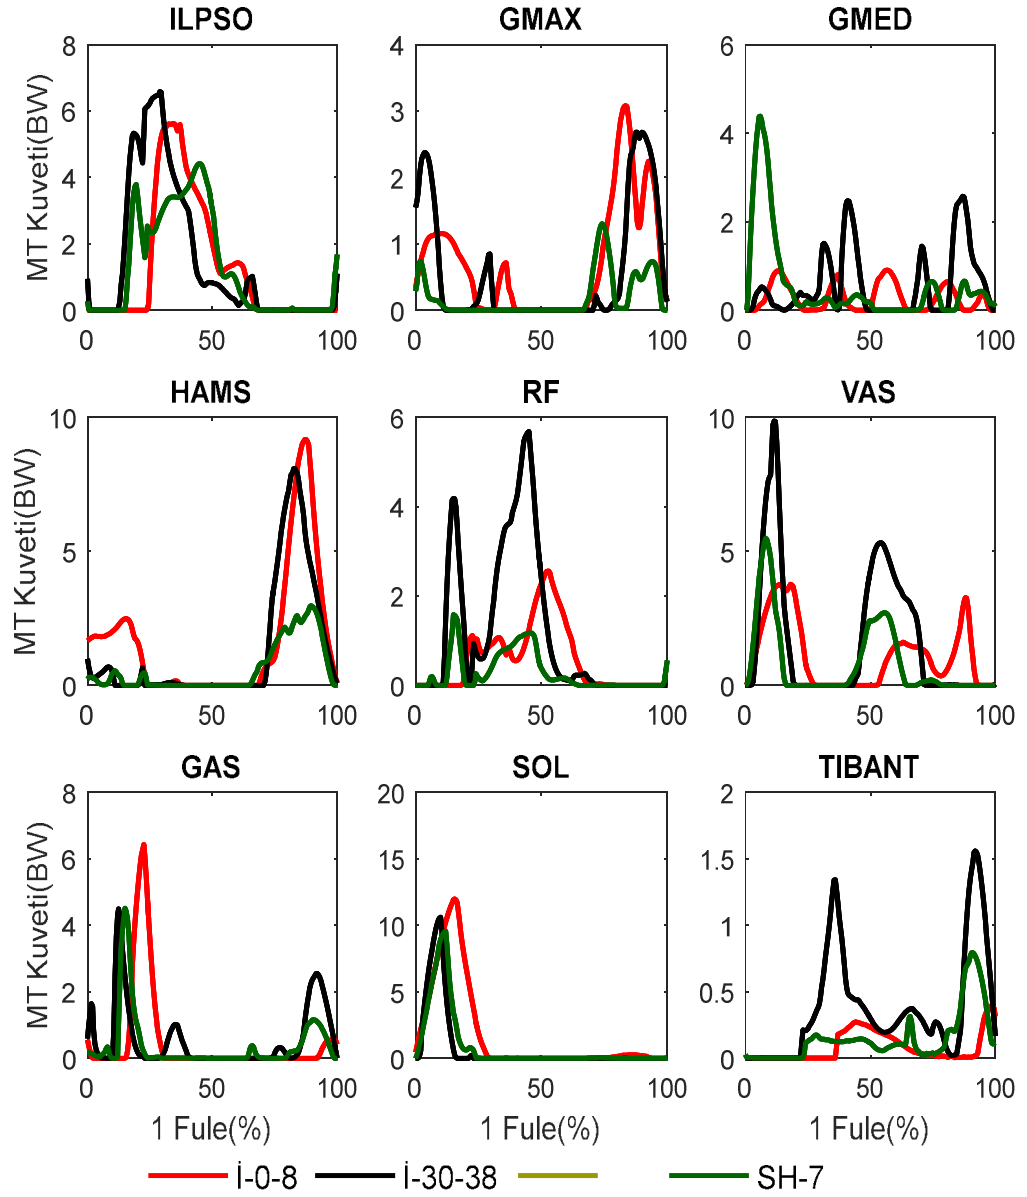 ILPSO GMAX GMED
8 4 6
6 3 4
4 2 2
2 1
0 0 0
0 50 100 0 50 100 0 50 100
MT Kuveti(BW)
HAMS RF VAS
10 6 10
5 4 5
2
0 0 0
0 50 100 0 50 100 0 50 100
MT Kuveti(BW)
GAS SOL TIBANT
8 20 2
6 15 1.5
4 10 1
2 5 0.5
0 0 0
0 50 100 0 50 100 0 50 100
MT Kuveti(BW)
1 Fule(%) 1 Fule(%) 1 Fule(%)
İ-0-8 İ-30-38 SH-7